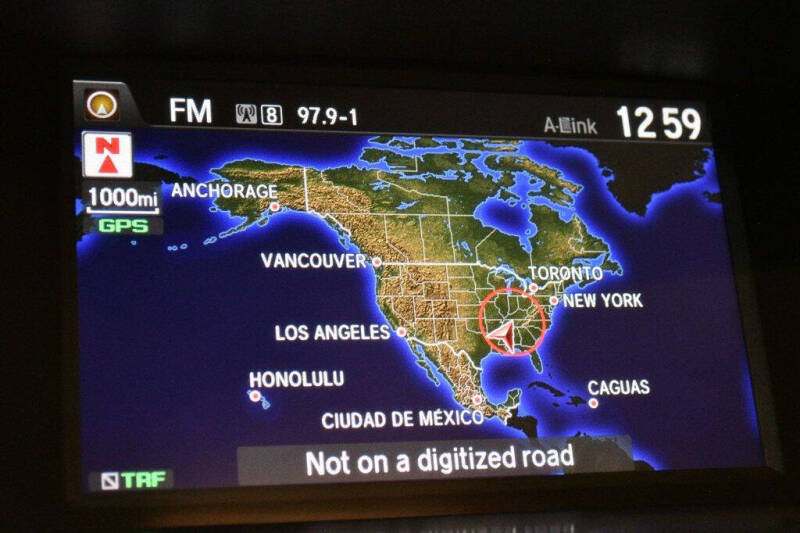 FM 8 97.9-1 A-Link 12 59
N
1000mi
GPS
ANCHORAGE
VANCOUVER
TORONTO
NEW YORK
LOS ANGELES
HONOLULU
CAGUAS
CIUDAD DE MÉXICO
Not on a digitized road
TRF